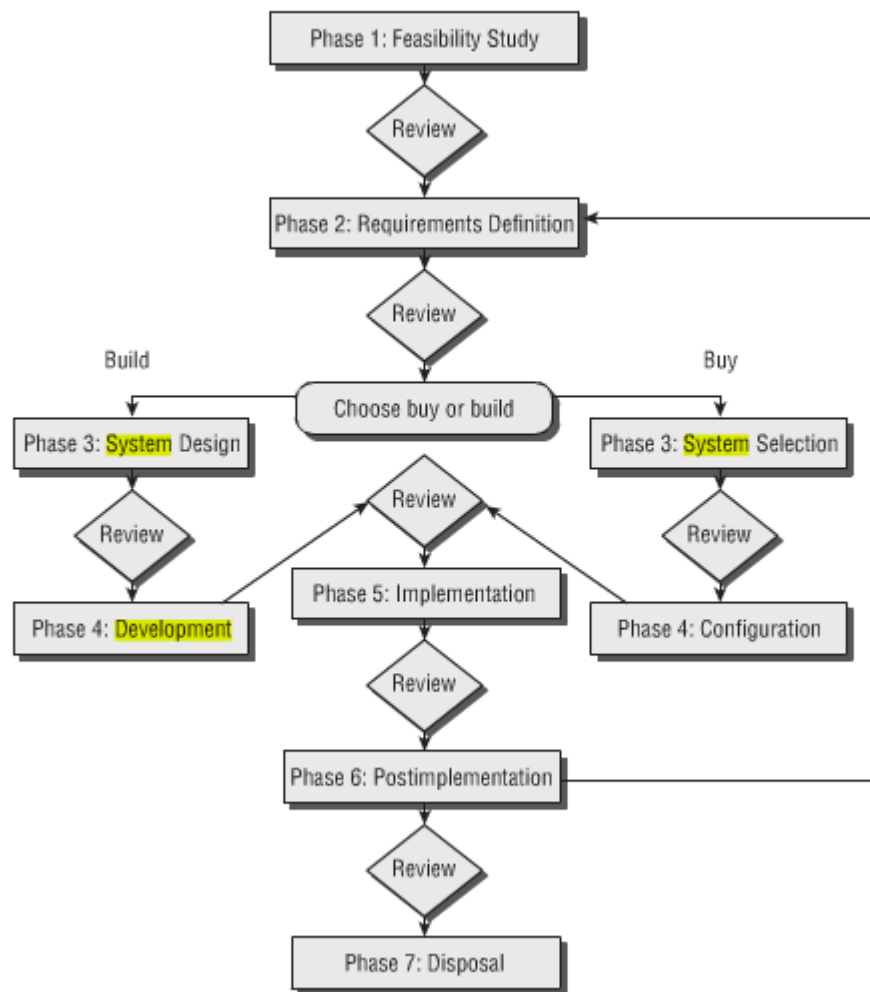 Phase 1: Feasibility Study
Review
Phase 2: Requirements Definition
Review
Build
Buy
Choose buy or build
Phase 3: System Design
Phase 3: System Selection
Review
Review
Review
Phase 5: Implementation
Phase 4: Development
Phase 4: Configuration
Review
Phase 6: Postimplementation
Review
Phase 7: Disposal